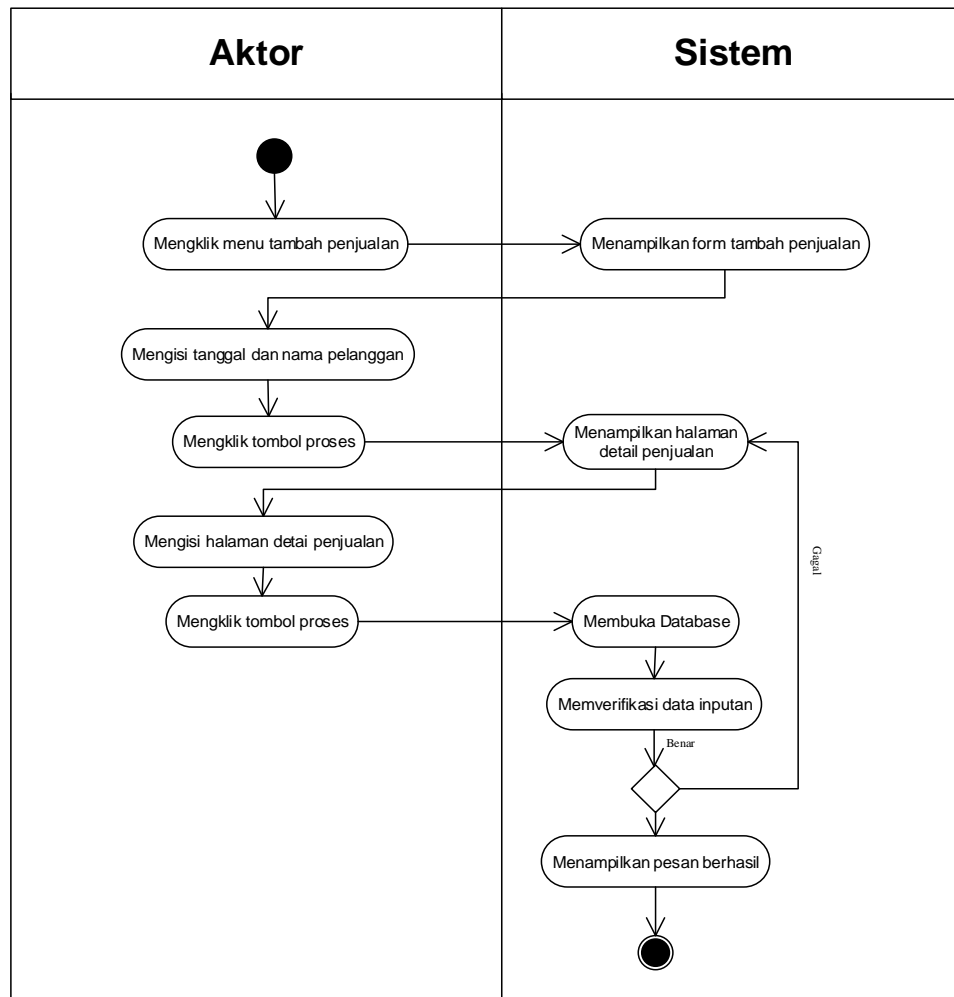 Aktor
Sistem
Mengklik menu tambah penjualan
Menampilkan form tambah penjualan
Mengisi tanggal dan nama pelanggan
Mengklik tombol proses
Menampilkan halaman
detail penjualan
Mengisi halaman detai penjualan
Gagal
Mengklik tombol proses
Membuka Database
Memverifikasi data inputan
Benar
Menampilkan pesan berhasil